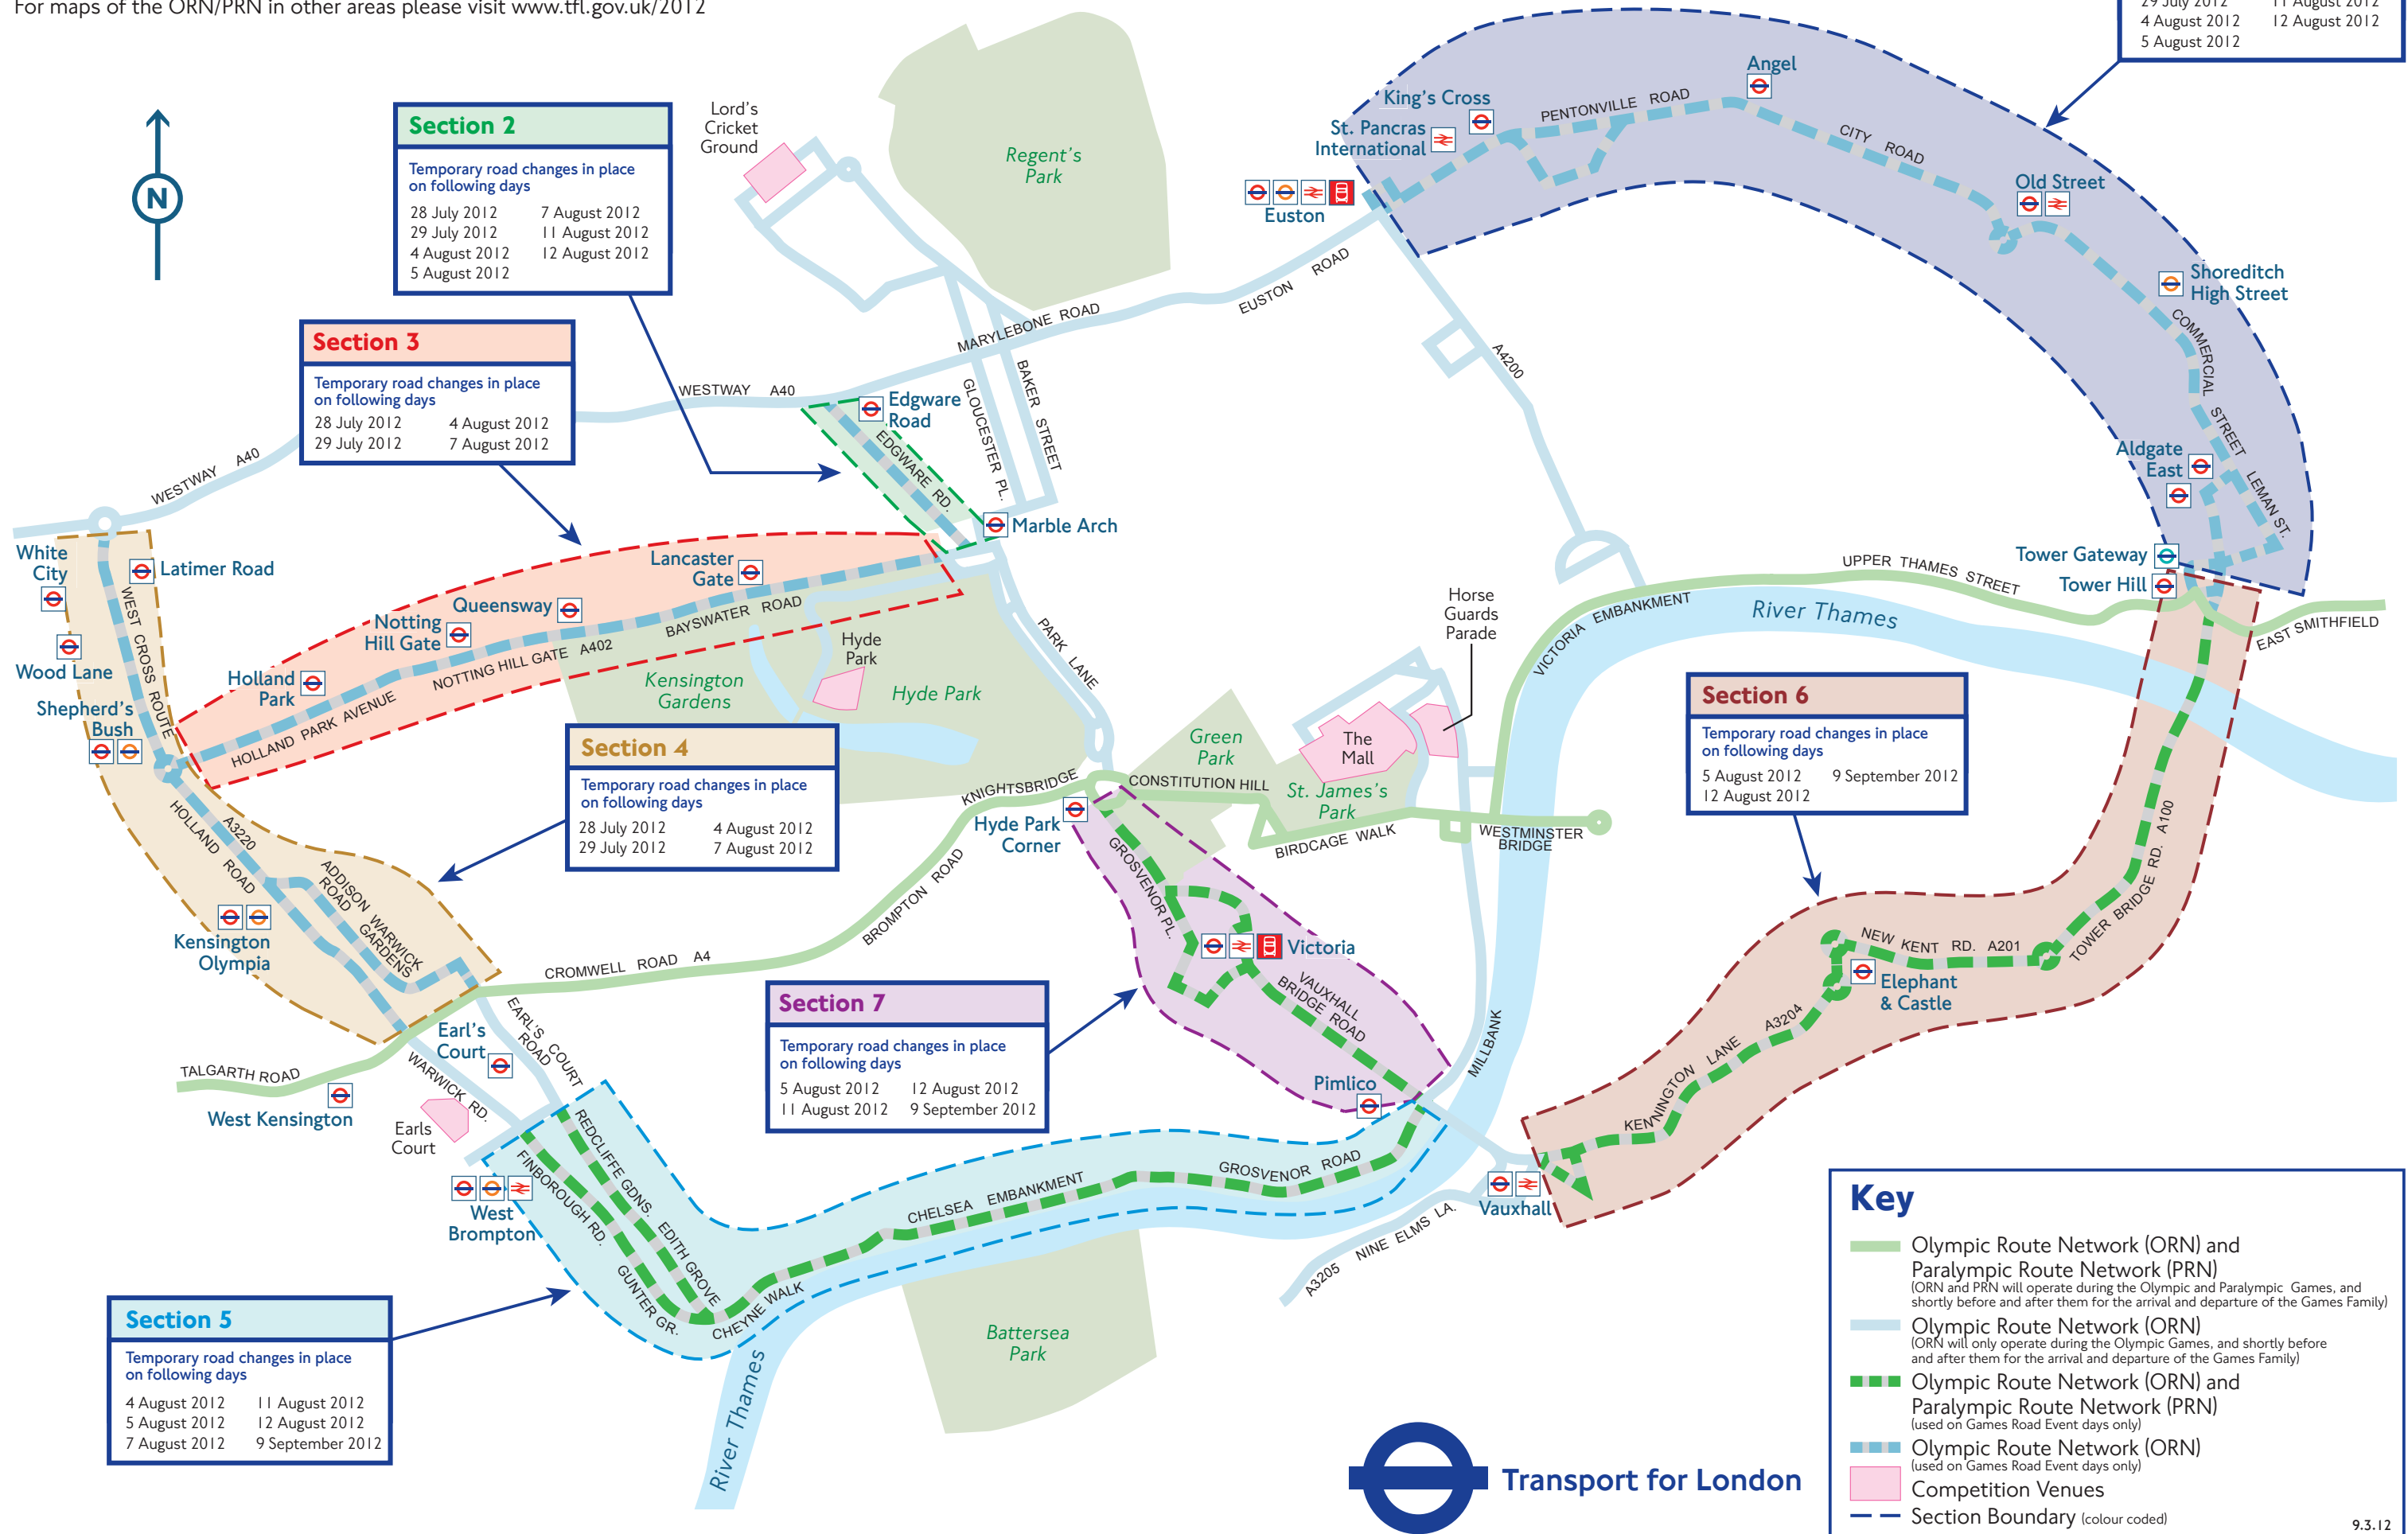 For maps of the ORN/PRN in other areas please visit www.tfl.gov.uk/2012
29 July 2012 11 August 2012
4 August 2012 12 August 2012
5 August 2012
N
Section 2
Temporary road changes in place
on following days
28 July 2012 7 August 2012
29 July 2012 11 August 2012
4 August 2012 12 August 2012
5 August 2012
Section 3
Temporary road changes in place
on following days
28 July 2012 4 August 2012
29 July 2012 7 August 2012
Lord's
Cricket
Ground
Regent's
Park
King's Cross
St. Pancras
International
Euston
PENTONVILLE ROAD
Angel
CITY ROAD
Old Street
Shoreditch
High Street
COMMERCIAL STREET
Aldgate
East
LEMAN ST.
Tower Gateway
Tower Hill
EUSTON ROAD
MARYLEBONE ROAD
A4200
WESTWAY A40
WESTWAY A40
Edgware
Road
EDGWARE RD.
GLOUCESTER PL.
BAKER STREET
Marble Arch
White
City
Latimer Road
Wood Lane
WEST CROSS ROUTE
Shepherd's
Bush
Holland
Park
Notting
Hill Gate
Queensway
Lancaster
Gate
HOLLAND PARK AVENUE
NOTTING HILL GATE A402
BAYSWATER ROAD
Kensington
Gardens
Hyde
Park
Hyde Park
PARK LANE
Horse
Guards
Parade
VICTORIA EMBANKMENT
UPPER THAMES STREET
River Thames
EAST SMITHFIELD
Section 4
Temporary road changes in place
on following days
28 July 2012 4 August 2012
29 July 2012 7 August 2012
Section 6
Temporary road changes in place
on following days
5 August 2012 9 September 2012
12 August 2012
Green
Park
The
Mall
CONSTITUTION HILL
St. James's
Park
BIRDCAGE WALK
WESTMINSTER
BRIDGE
KNIGHTSBRIDGE
Hyde Park
Corner
BROMPTON ROAD
CROMWELL ROAD A4
HOLLAND ROAD
A3220
ADDISON
ROAD
WARWICK
GARDENS
Kensington
Olympia
GROSVENOR PL.
Victoria
VAUXHALL
BRIDGE ROAD
Pimlico
MILLBANK
TOWER BRIDGE RD. A100
NEW KENT RD. A201
Elephant
& Castle
KENNINGTON LANE A3204
Section 7
Temporary road changes in place
on following days
5 August 2012 12 August 2012
11 August 2012 9 September 2012
Earl's
Court
EARL'S COURT
ROAD
TALGARTH ROAD
West Kensington
WARWICK RD.
Earls
Court
West
Brompton
REDCLIFFE GDNS.
EDITH GROVE
FINBOROUGH RD.
GUNTER GR.
CHEYNE WALK
CHELSEA EMBANKMENT
GROSVENOR ROAD
Vauxhall
NINE ELMS LA.
A3205
Battersea
Park
River Thames
Section 5
Temporary road changes in place
on following days
4 August 2012 11 August 2012
5 August 2012 12 August 2012
7 August 2012 9 September 2012
Transport for London
Key
Olympic Route Network (ORN) and
Paralympic Route Network (PRN)
(ORN and PRN will operate during the Olympic and Paralympic Games, and
shortly before and after them for the arrival and departure of the Games Family)
Olympic Route Network (ORN)
(ORN will only operate during the Olympic Games, and shortly before
and after them for the arrival and departure of the Games Family)
Olympic Route Network (ORN) and
Paralympic Route Network (PRN)
(used on Games Road Event days only)
Olympic Route Network (ORN)
(used on Games Road Event days only)
Competition Venues
Section Boundary (colour coded)
9.3.12